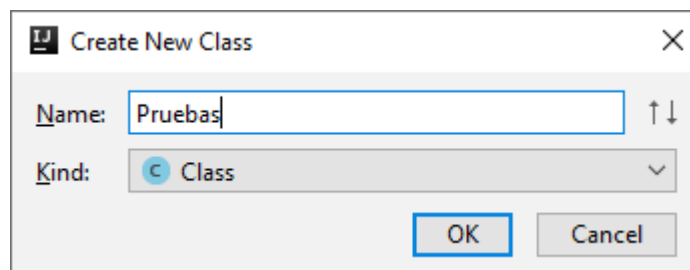 IJ Create New Class
Name: Pruebas
Kind: C Class
OK Cancel